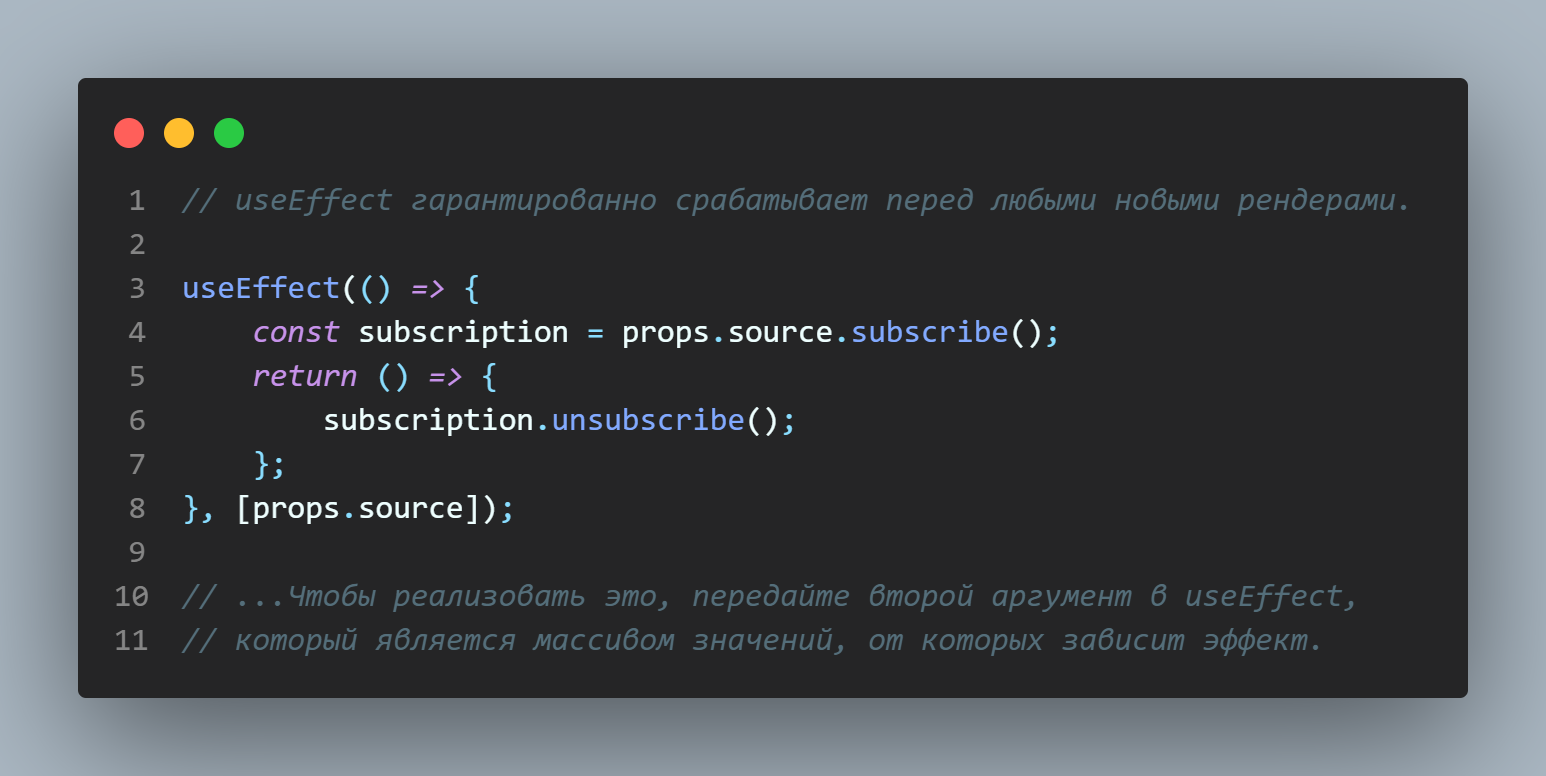 1 // useEffect гарантированно срабатывает перед любыми новыми рендерами.
2
3 useEffect(() => {
4     const subscription = props.source.subscribe();
5     return () => {
6         subscription.unsubscribe();
7     };
8 }, [props.source]);
9
10 // ...Чтобы реализовать это, передайте второй аргумент в useEffect,
11 // который является массивом значений, от которых зависит эффект.